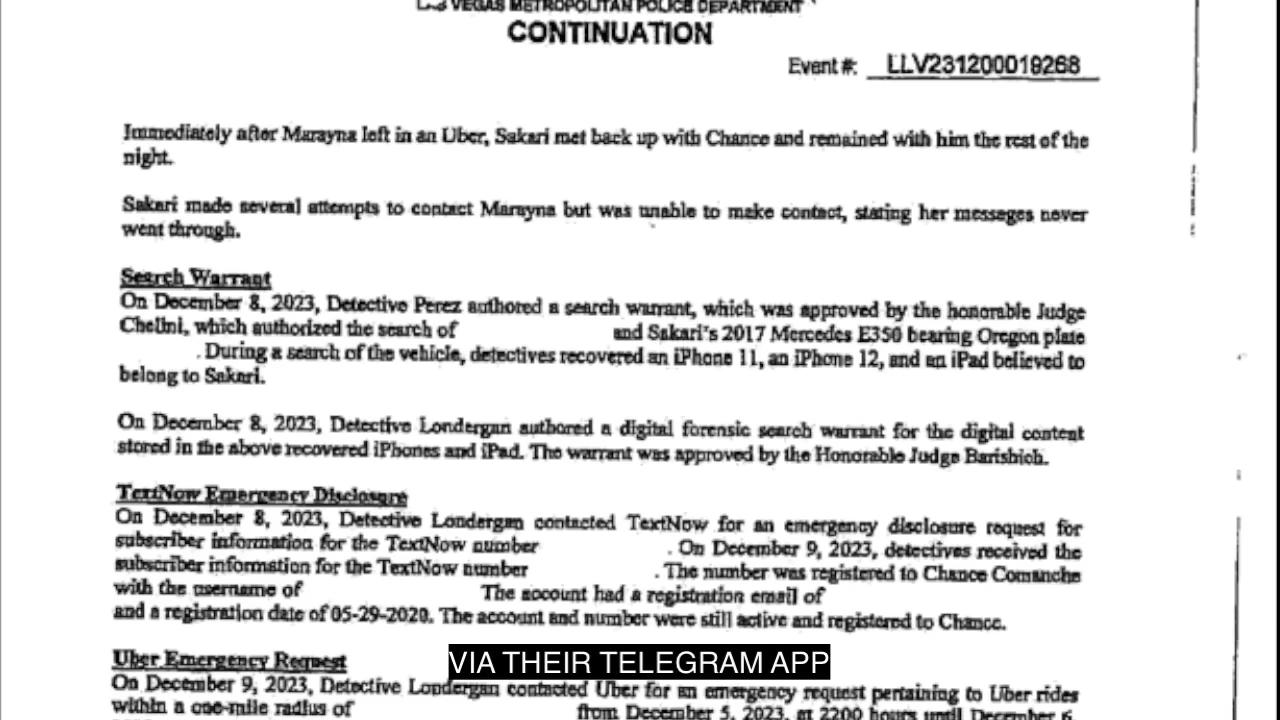 LAS VEGAS METROPOLITAN POLICE DEPARTMENT
CONTINUATION
Event #: LLV231200019268
Immediately after Marayna left in an Uber, Sakari met back up with Chance and remained with him the rest of the
night.
Sakari made several attempts to contact Marayna but was unable to make contact, stating her messages never
went through.
Search Warrant
On December 8, 2023, Detective Perez authored a search warrant, which was approved by the honorable Judge
Chelini, which authorized the search of and Sakari's 2017 Mercedes E350 bearing Oregon plate
. During a search of the vehicle, detectives recovered an iPhone 11, an iPhone 12, and an iPad believed to
belong to Sakari.
On December 8, 2023, Detective Londergan authored a digital forensic search warrant for the digital content
stored in the above recovered iPhones and iPad. The warrant was approved by the Honorable Judge Barisbich.
TextNow Emergency Disclosure
On December 8, 2023, Detective Londergan contacted TextNow for an emergency disclosure request for
subscriber information for the TextNow number . On December 9, 2023, detectives received the
subscriber information for the TextNow number . The number was registered to Chance Comanche
with the username of The account had a registration email of
and a registration date of 05-29-2020. The account and number were still active and registered to Chance.
Uber Emergency Request
VIA THEIR TELEGRAM APP
On December 9, 2023, Detective Londergan contacted Uber for an emergency request pertaining to Uber rides
within a one-mile radius of from December 5, 2023, at 2200 hours until December 6,